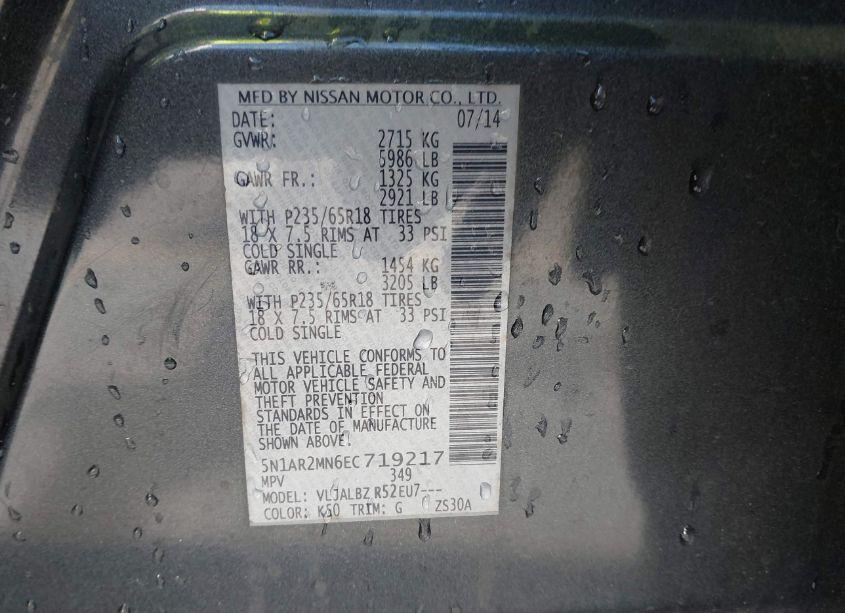 MFD BY NISSAN MOTOR CO., LTD.
DATE: 07/14
GVWR: 2715 KG
5986 LB
GAWR FR.: 1325 KG
2921 LB
WITH P235/65R18 TIRES
18 X 7.5 RIMS AT 33 PSI
COLD SINGLE
GAWR RR.: 1454 KG
3205 LB
WITH P235/65R18 TIRES
18 X 7.5 RIMS AT 33 PSI
COLD SINGLE
THIS VEHICLE CONFORMS TO
ALL APPLICABLE FEDERAL
MOTOR VEHICLE SAFETY AND
THEFT PREVENTION
STANDARDS IN EFFECT ON
THE DATE OF MANUFACTURE
SHOWN ABOVE.
5N1AR2MN6EC719217
MPV 349
MODEL: VLJALBZ R52EU7---
COLOR: K50 TRIM: G ZS30A